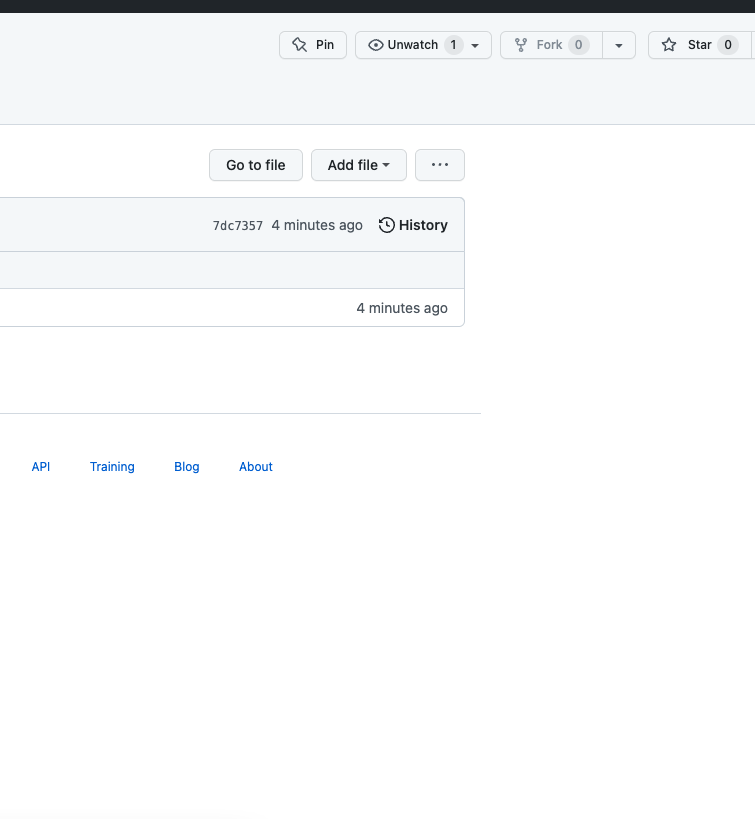 Pin Unwatch 1 Fork 0 Star 0
Go to file Add file ...
7dc7357 4 minutes ago History
4 minutes ago
API Training Blog About